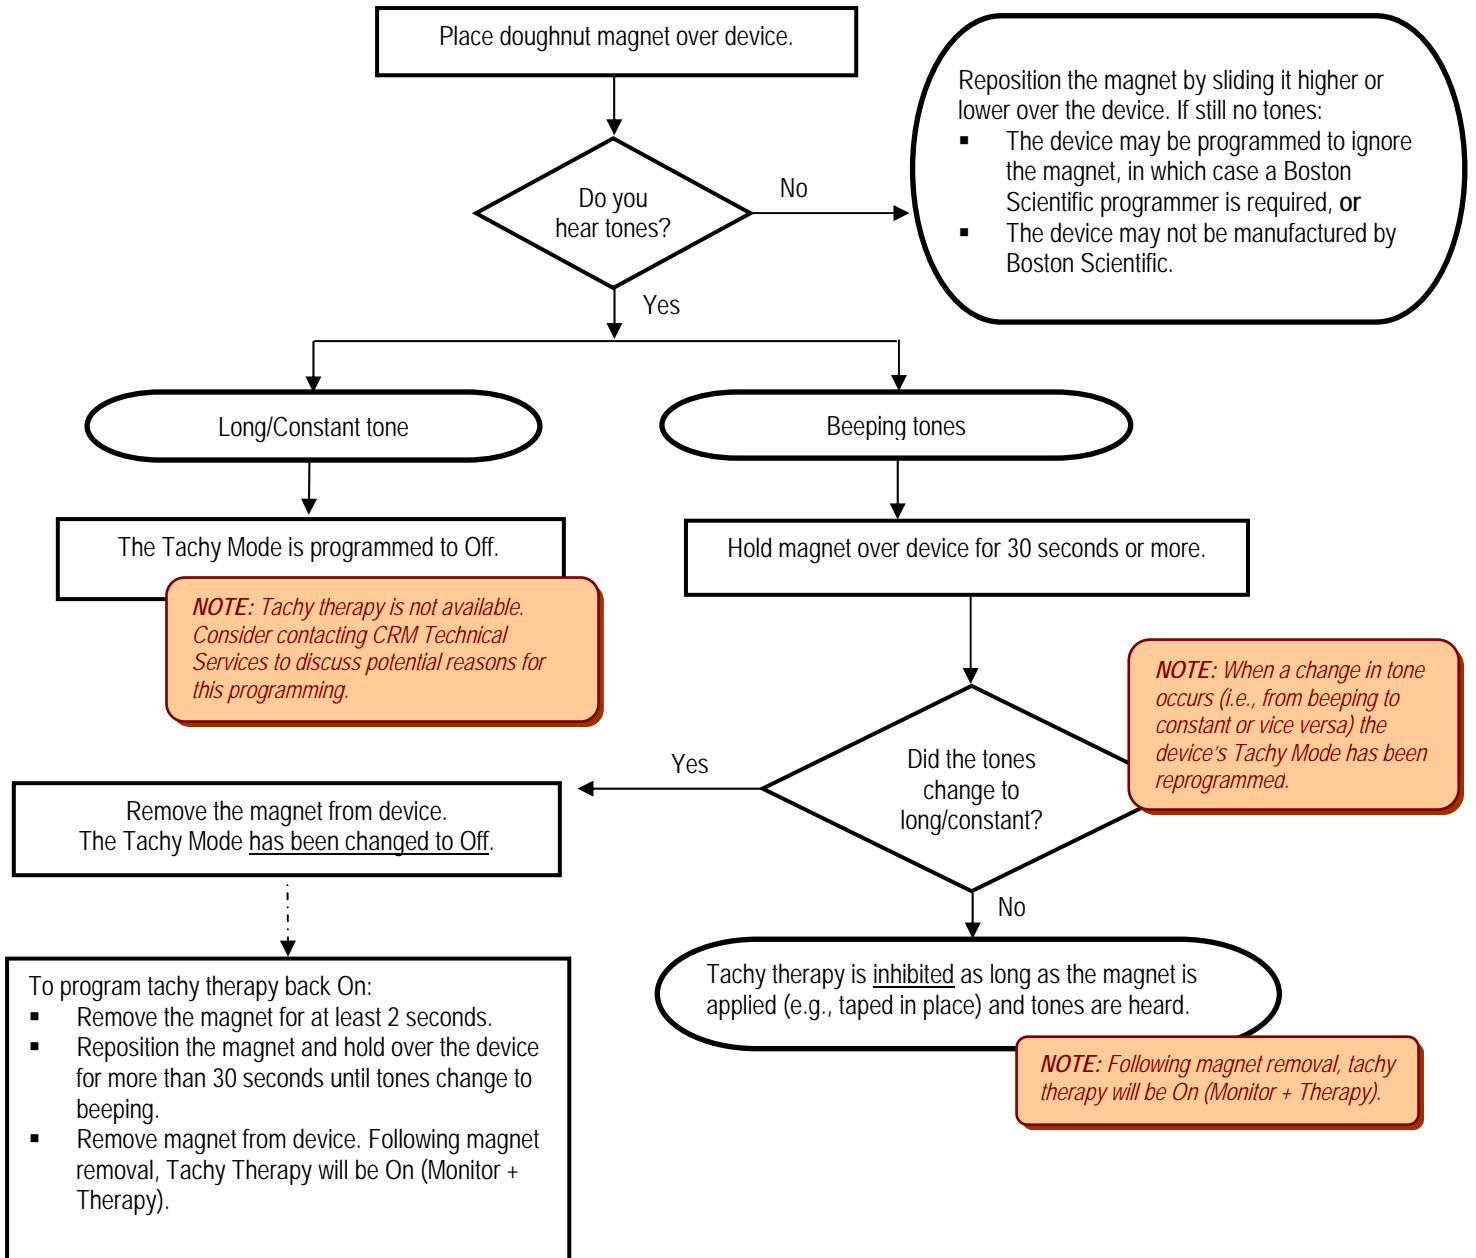 Place doughnut magnet over device.
Reposition the magnet by sliding it higher or
lower over the device. If still no tones:
▪ The device may be programmed to ignore
the magnet, in which case a Boston
Scientific programmer is required, or
▪ The device may not be manufactured by
Boston Scientific.
Do you
hear tones?
No
Yes
Long/Constant tone
Beeping tones
The Tachy Mode is programmed to Off.
NOTE: Tachy therapy is not available.
Consider contacting CRM Technical
Services to discuss potential reasons for
this programming.
Hold magnet over device for 30 seconds or more.
NOTE: When a change in tone
occurs (i.e., from beeping to
constant or vice versa) the
device's Tachy Mode has been
reprogrammed.
Did the tones
change to
long/constant?
Yes
Remove the magnet from device.
The Tachy Mode has been changed to Off.
No
Tachy therapy is inhibited as long as the magnet is
applied (e.g., taped in place) and tones are heard.
NOTE: Following magnet removal, tachy
therapy will be On (Monitor + Therapy).
To program tachy therapy back On:
▪ Remove the magnet for at least 2 seconds.
▪ Reposition the magnet and hold over the device
for more than 30 seconds until tones change to
beeping.
▪ Remove magnet from device. Following magnet
removal, Tachy Therapy will be On (Monitor +
Therapy).